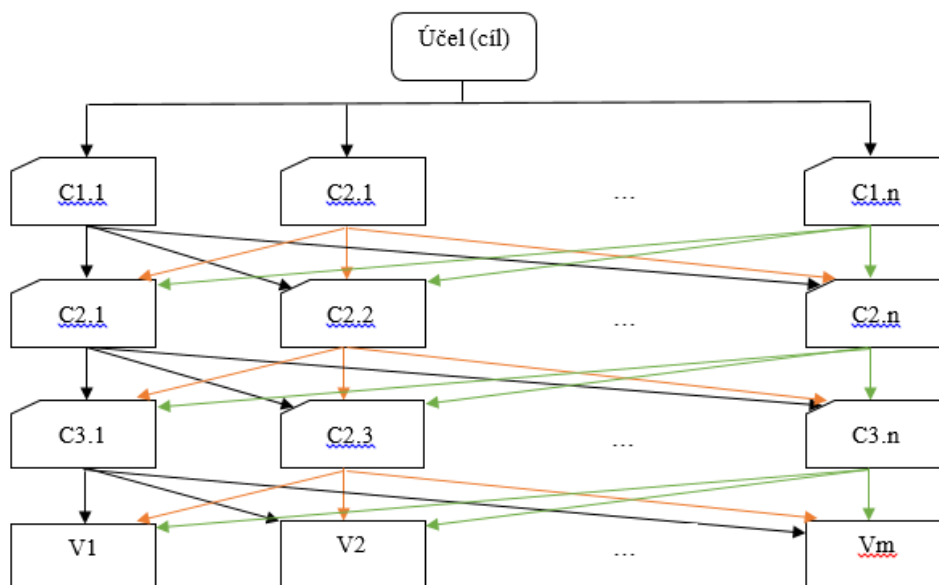 Účel (cíl)
C1.1 C2.1 ... C1.n
C2.1 C2.2 ... C2.n
C3.1 C2.3 ... C3.n
V1 V2 ... Vm